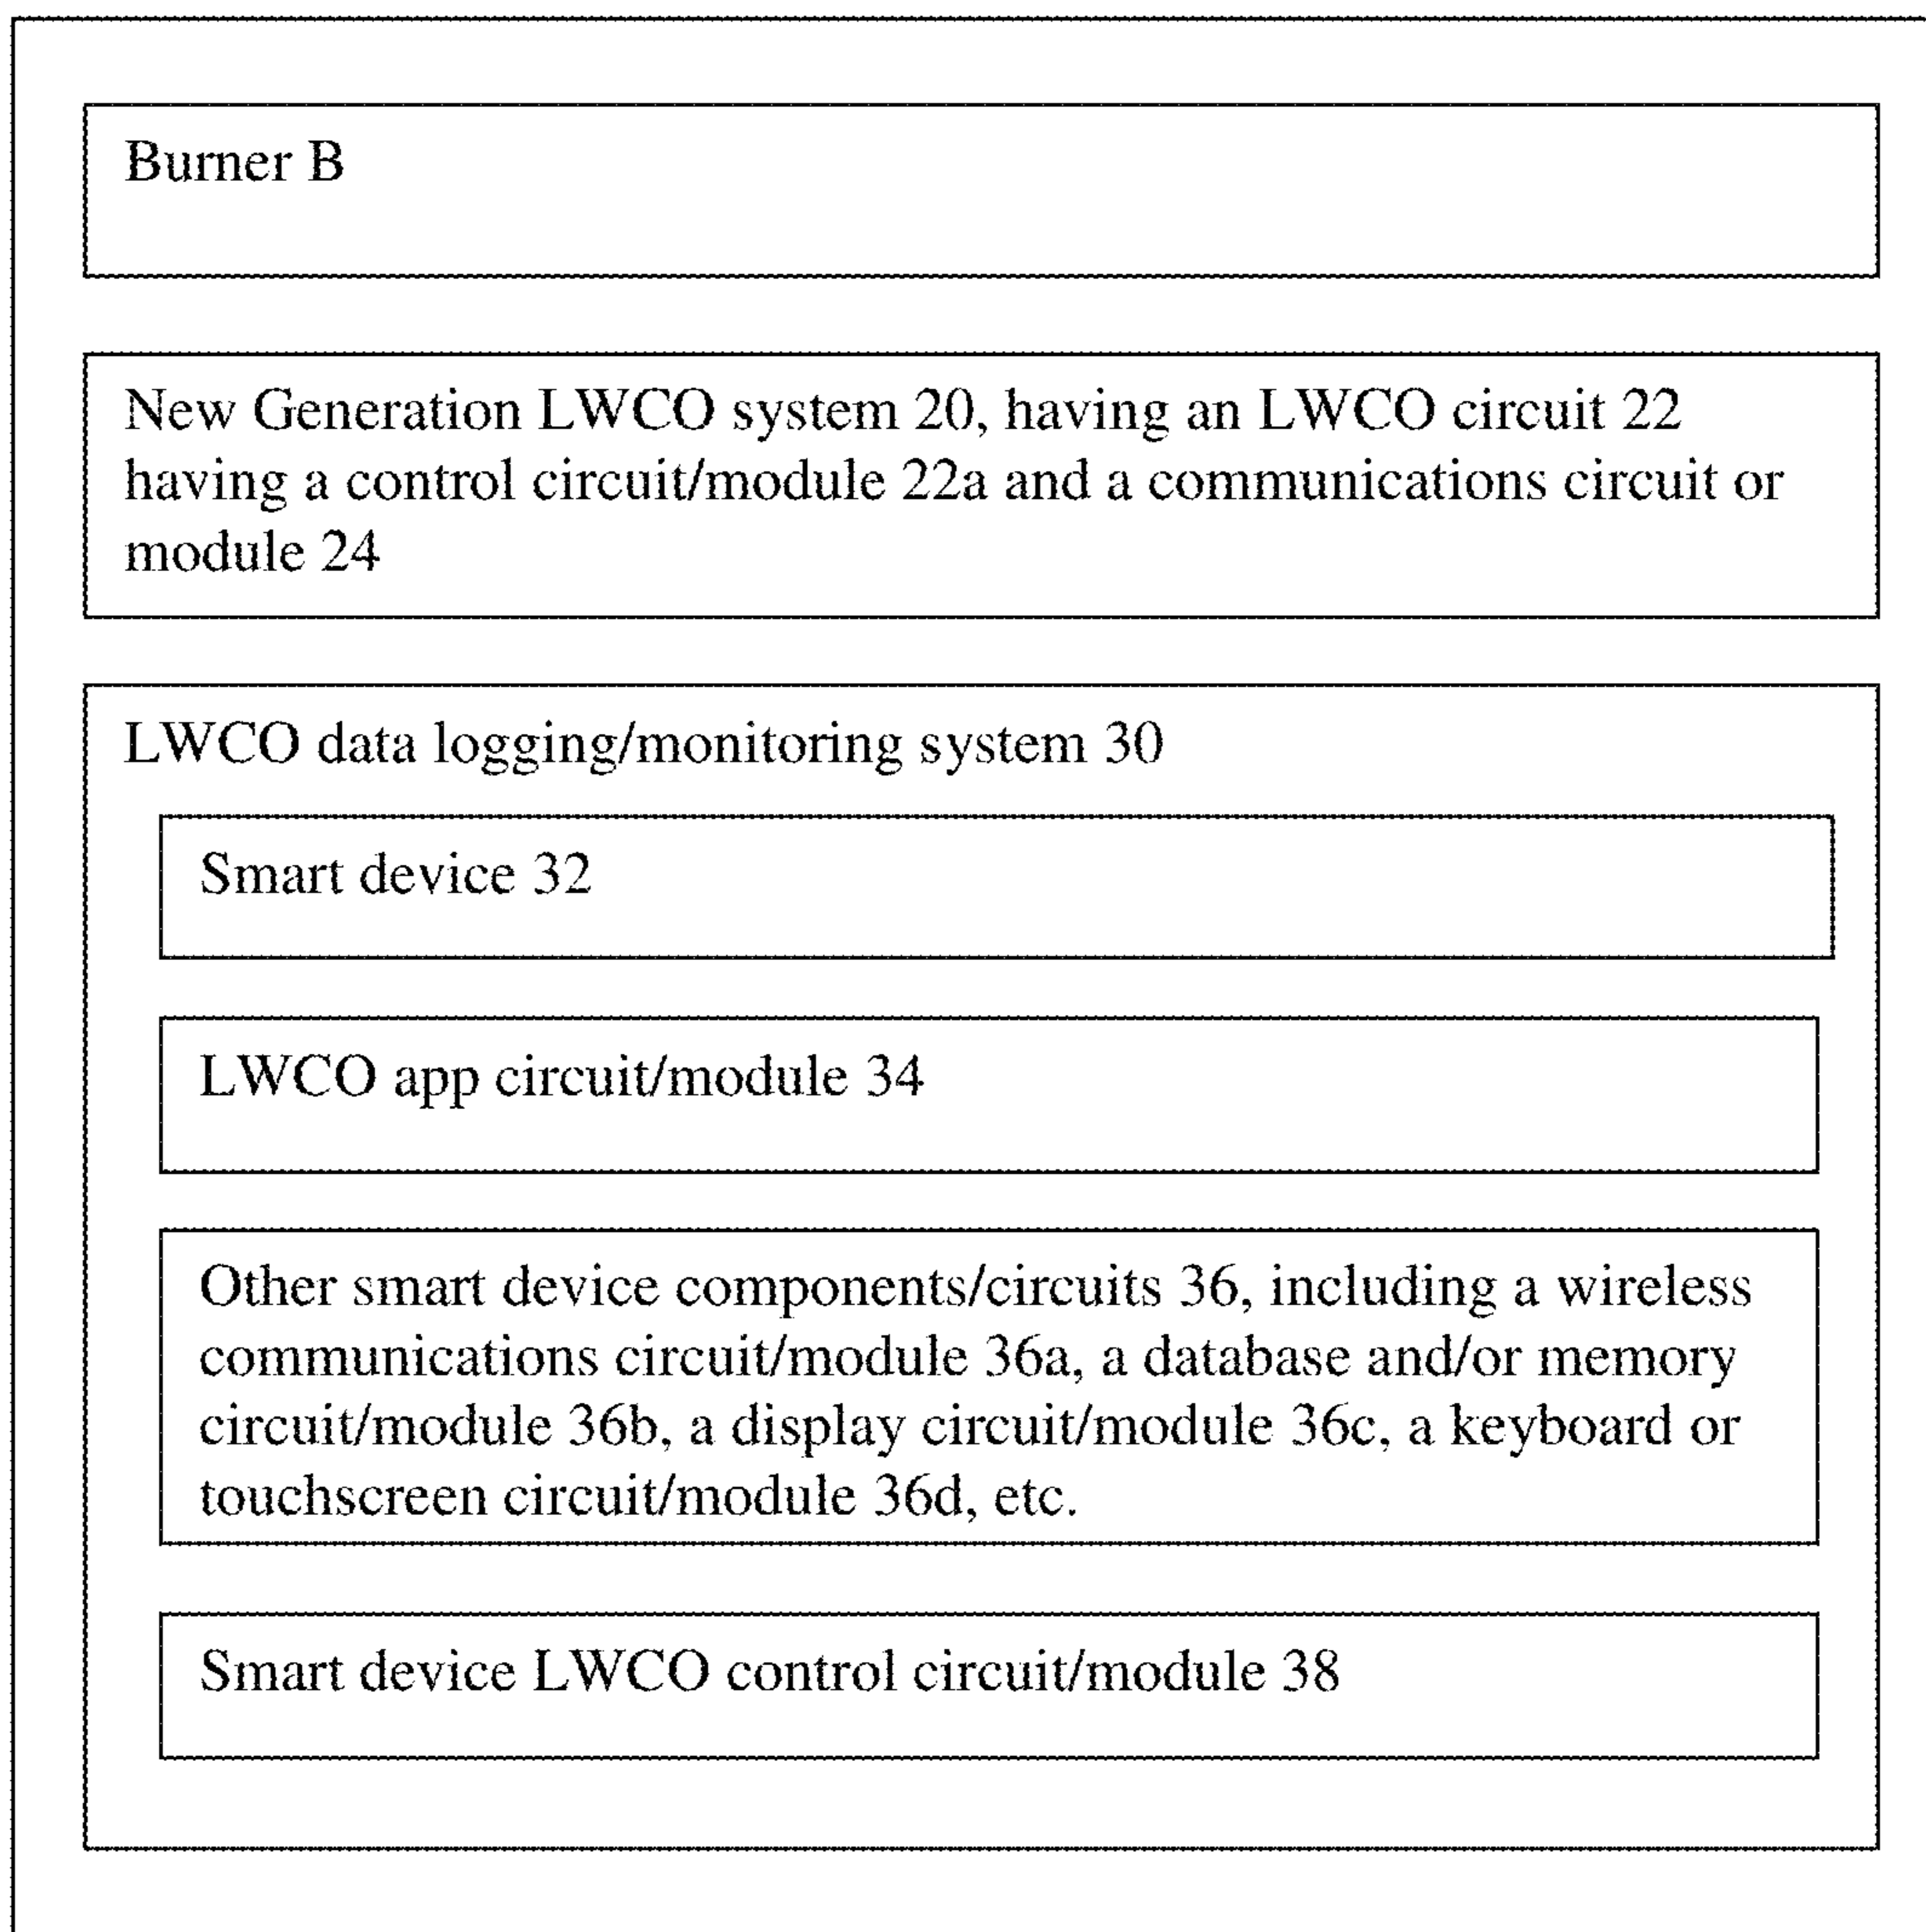 Burner B
New Generation LWCO system 20, having an LWCO circuit 22
having a control circuit/module 22a and a communications circuit or
module 24
LWCO data logging/monitoring system 30
Smart device 32
LWCO app circuit/module 34
Other smart device components/circuits 36, including a wireless
communications circuit/module 36a, a database and/or memory
circuit/module 36b, a display circuit/module 36c, a keyboard or
touchscreen circuit/module 36d, etc.
Smart device LWCO control circuit/module 38